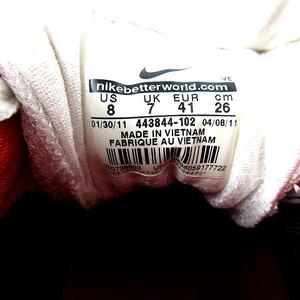 VE
nikebetterworld.com
US UK EUR cm
8 7 41 26
01/30/11 443844-102 04/08/11
MADE IN VIETNAM
FABRIQUE AU VIETNAM